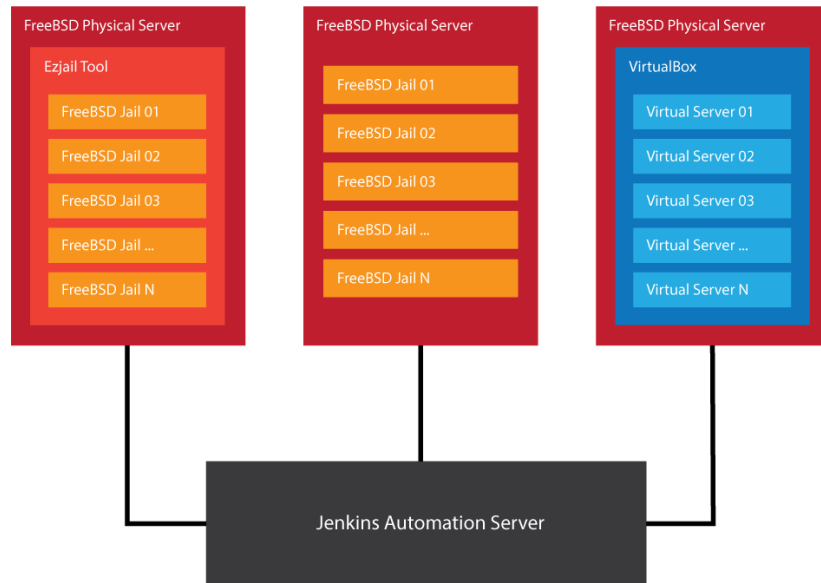 FreeBSD Physical Server
Ezjail Tool
FreeBSD Jail 01
FreeBSD Jail 02
FreeBSD Jail 03
FreeBSD Jail ...
FreeBSD Jail N
FreeBSD Physical Server
FreeBSD Jail 01
FreeBSD Jail 02
FreeBSD Jail 03
FreeBSD Jail ...
FreeBSD Jail N
FreeBSD Physical Server
VirtualBox
Virtual Server 01
Virtual Server 02
Virtual Server 03
Virtual Server ...
Virtual Server N
Jenkins Automation Server